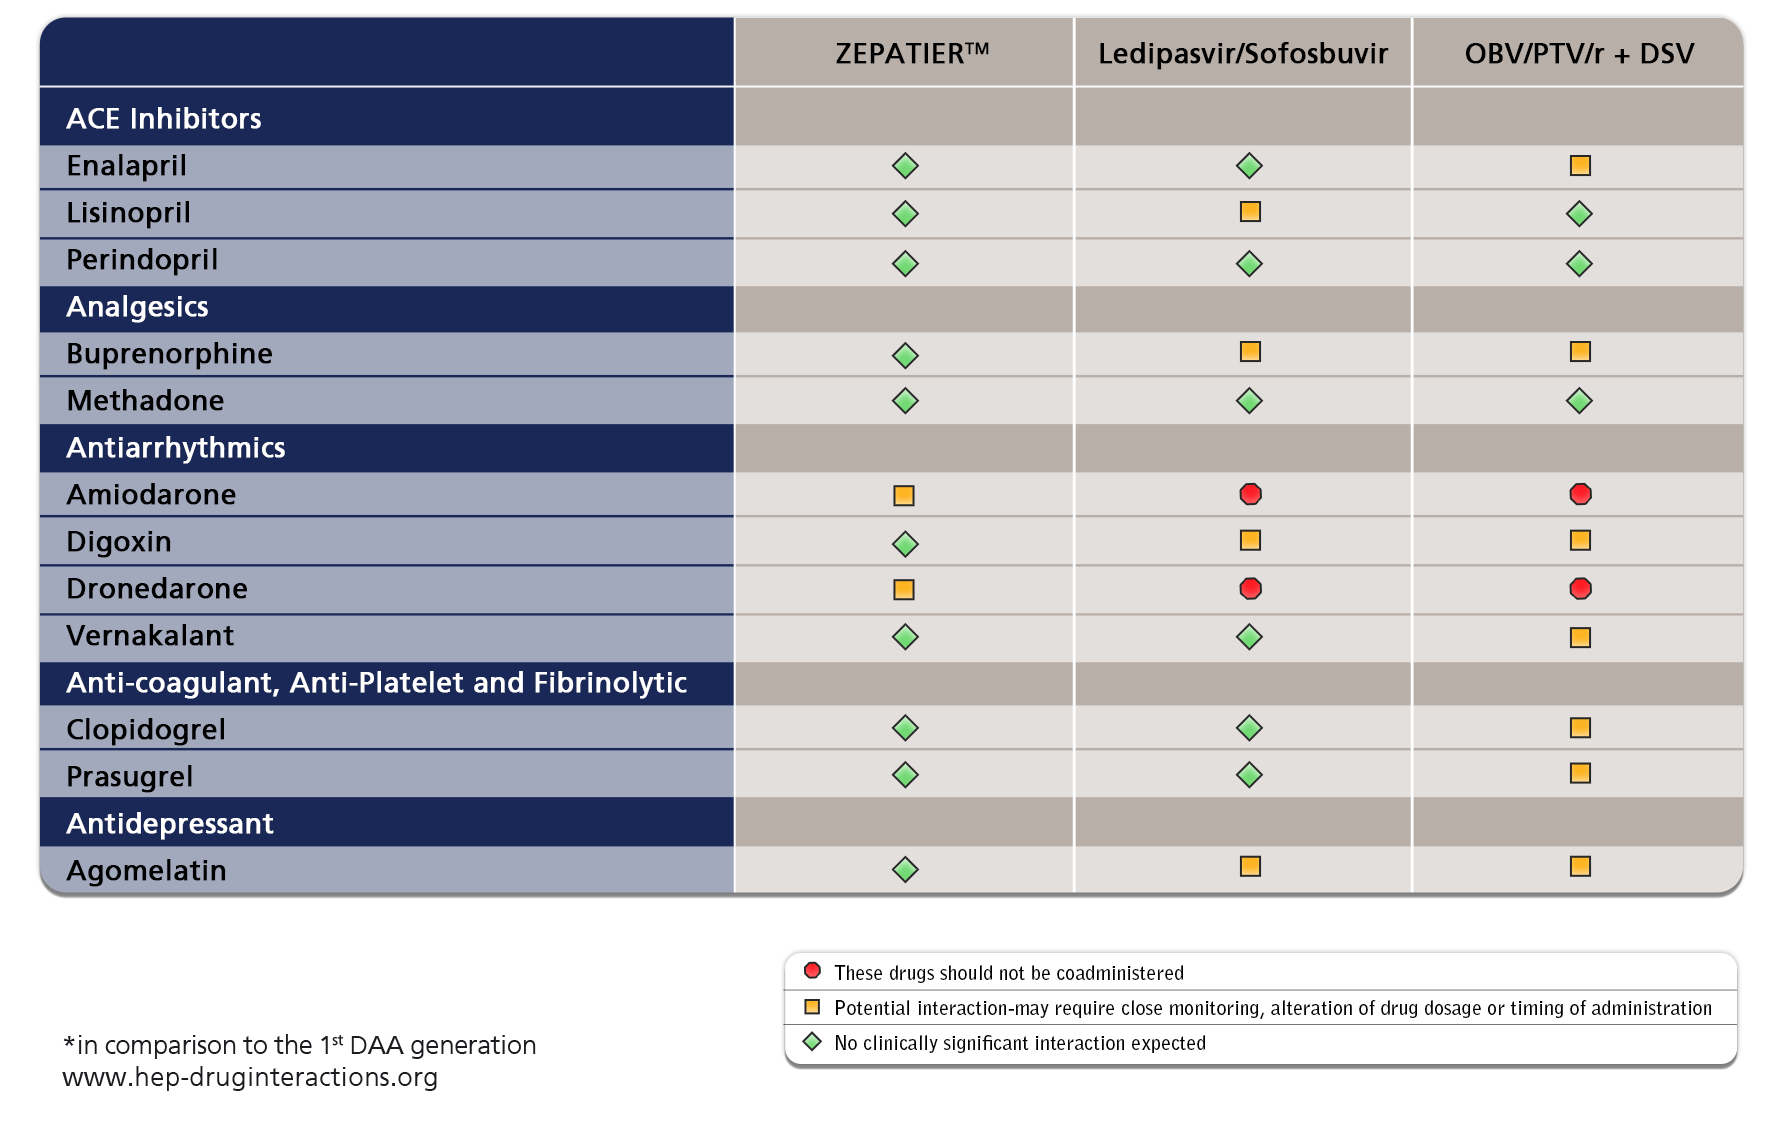 ZEPATIER™ Ledipasvir/Sofosbuvir OBV/PTV/r + DSV
ACE Inhibitors
Enalapril
Lisinopril
Perindopril
Analgesics
Buprenorphine
Methadone
Antiarrhythmics
Amiodarone
Digoxin
Dronedarone
Vernakalant
Anti-coagulant, Anti-Platelet and Fibrinolytic
Clopidogrel
Prasugrel
Antidepressant
Agomelatin
These drugs should not be coadministered
Potential interaction-may require close monitoring, alteration of drug dosage or timing of administration
No clinically significant interaction expected
*in comparison to the 1st DAA generation
www.hep-druginteractions.org